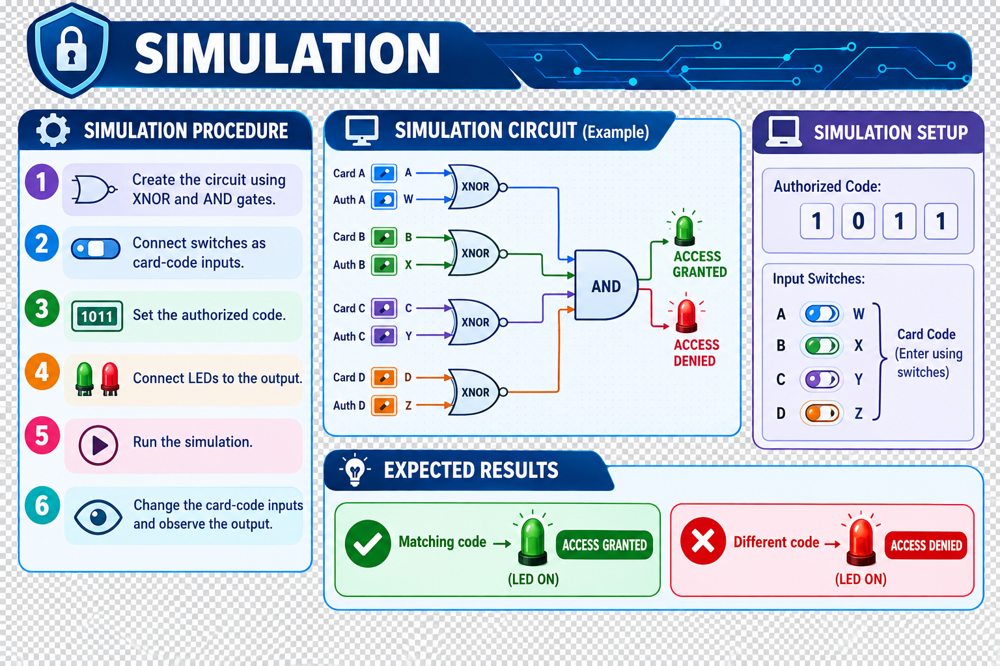 SIMULATION
SIMULATION PROCEDURE
1
Create the circuit using
XNOR and AND gates.
2
Connect switches as
card-code inputs.
3
1011
Set the authorized code.
4
Connect LEDs to the output.
5
Run the simulation.
6
Change the card-code inputs
and observe the output.
SIMULATION CIRCUIT (Example)
Card A A
Auth A W
XNOR
Card B B
Auth B X
XNOR
Card C C
Auth C Y
XNOR
Card D D
Auth D Z
XNOR
AND
ACCESS
GRANTED
ACCESS
DENIED
SIMULATION SETUP
Authorized Code:
1 0 1 1
Input Switches:
A W
B X
C Y
D Z
Card Code
(Enter using
switches)
EXPECTED RESULTS
Matching code
ACCESS GRANTED
(LED ON)
Different code
ACCESS DENIED
(LED ON)